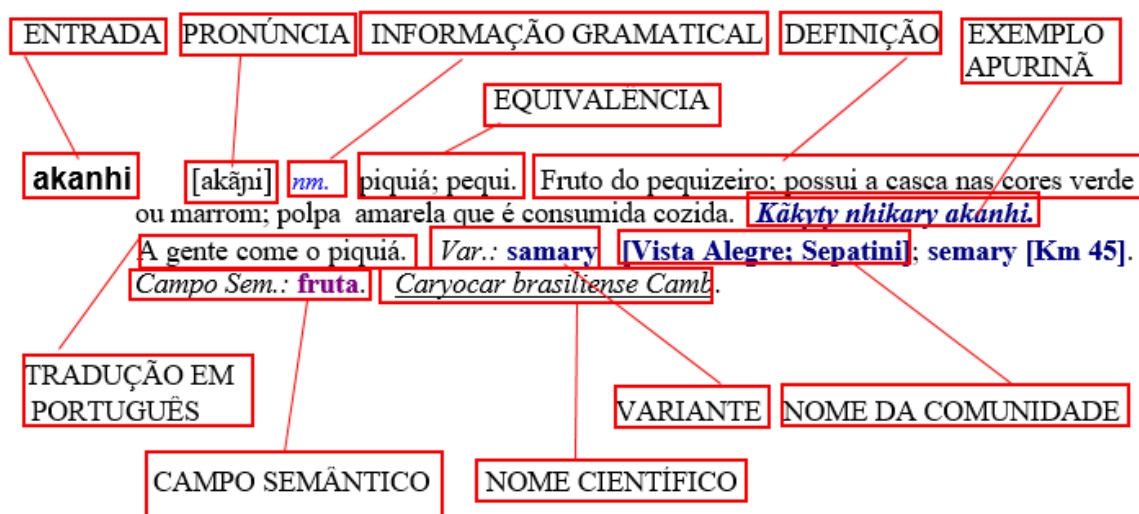 ENTRADA PRONÚNCIA INFORMAÇÃO GRAMATICAL DEFINIÇÃO EXEMPLO
APURINÃ
EQUIVALÊNCIA
akanhi [akãɲi] nm. piquiá; pequi. Fruto do pequizeiro; possui a casca nas cores verde
ou marrom; polpa amarela que é consumida cozida. Kãkyty nhikary akanhi.
A gente come o piquiá. Var.: samary [Vista Alegre; Sepatini]; semary [Km 45].
Campo Sem.: fruta. Caryocar brasiliense Camb.
TRADUÇÃO EM
PORTUGUÊS
VARIANTE NOME DA COMUNIDADE
CAMPO SEMÂNTICO NOME CIENTÍFICO